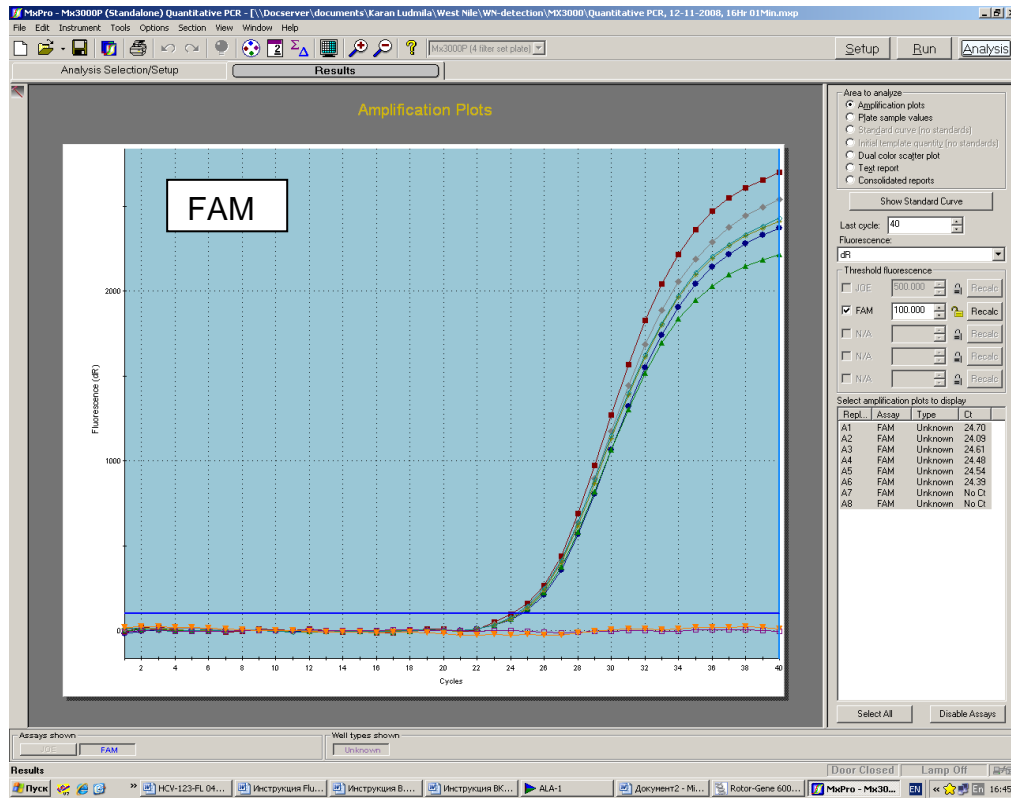 MxPro - Mx3000P (Standalone) Quantitative PCR - [\\Docserver\documents\Karan Ludmila\West Nile\WN-detection\MX3000\Quantitative PCR, 12-11-2008, 16Hr 01Min.mxp
File Edit Instrument Tools Options Section View Window Help
Mx3000P (4 filter set plate)
Setup Run Analysis
Analysis Selection/Setup Results
Amplification Plots
FAM
Fluorescence (dR)
2000
1000
0
2 4 6 8 10 12 14 16 18 20 22 24 26 28 30 32 34 36 38 40
Cycles
Area to analyze
Amplification plots
Plate sample values
Standard curve (no standards)
Initial template quantity (no standards)
Dual color scatter plot
Text report
Consolidated reports
Show Standard Curve
Last cycle: 40
Fluorescence:
dR
Threshold fluorescence
JOE 500.000 Recalc
FAM 100.000 Recalc
N/A Recalc
N/A Recalc
N/A Recalc
Select amplification plots to display
Repl... Assay Type Ct
A1 FAM Unknown 24.70
A2 FAM Unknown 24.09
A3 FAM Unknown 24.61
A4 FAM Unknown 24.48
A5 FAM Unknown 24.54
A6 FAM Unknown 24.39
A7 FAM Unknown No Ct
A8 FAM Unknown No Ct
Select All Disable Assays
Assays shown
JOE FAM
Well types shown
Unknown
Results
Door Closed Lamp Off
Пуск » HCV-123-FL 04... Инструкция Flu... Инструкция В.... Инструкция ВК... ALA-1 Документ2 - Mi... Rotor-Gene 600... MxPro - Mx30... EN « En 16:45